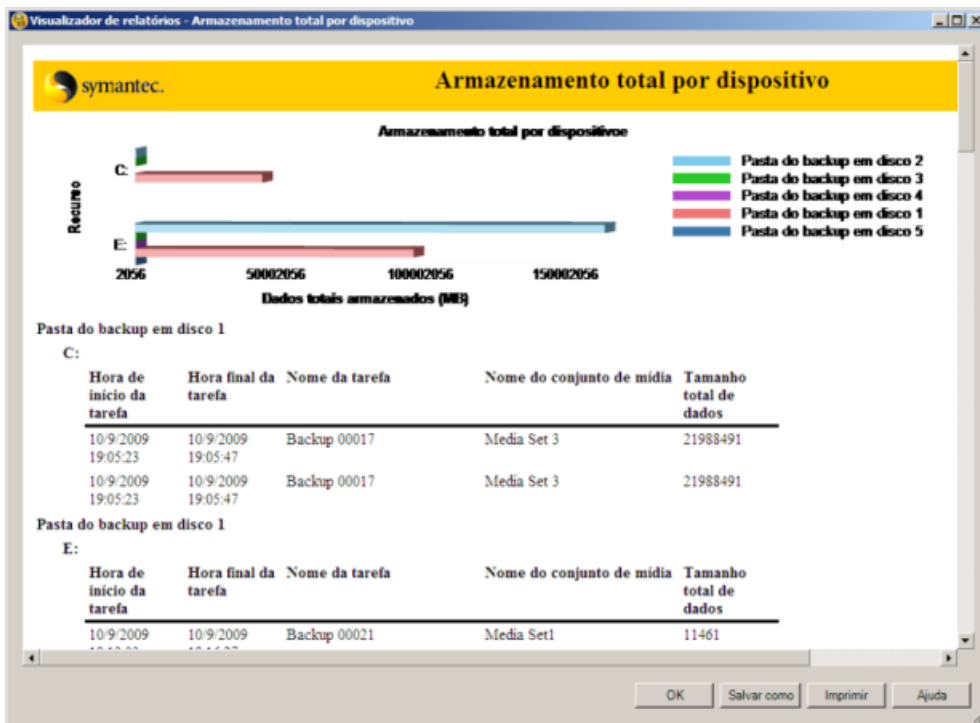 Visualizador de relatórios - Armazenamento total por dispositivo
symantec.
Armazenamento total por dispositivo
Armazenamento total por dispositivoe
Recurso
C:
E:
2056 50002056 100002056 150002056
Dados totais armazenados (MB)
Pasta do backup em disco 2
Pasta do backup em disco 3
Pasta do backup em disco 4
Pasta do backup em disco 1
Pasta do backup em disco 5
Pasta do backup em disco 1
C:
Hora de Hora final da Nome da tarefa Nome do conjunto de mídia Tamanho
início da tarefa total de
tarefa dados
10/9/2009 10/9/2009 Backup 00017 Media Set 3 21988491
19:05:23 19:05:47
10/9/2009 10/9/2009 Backup 00017 Media Set 3 21988491
19:05:23 19:05:47
Pasta do backup em disco 1
E:
Hora de Hora final da Nome da tarefa Nome do conjunto de mídia Tamanho
início da tarefa total de
tarefa dados
10/9/2009 10/9/2009 Backup 00021 Media Set1 11461
OK Salvar como Imprimir Ajuda